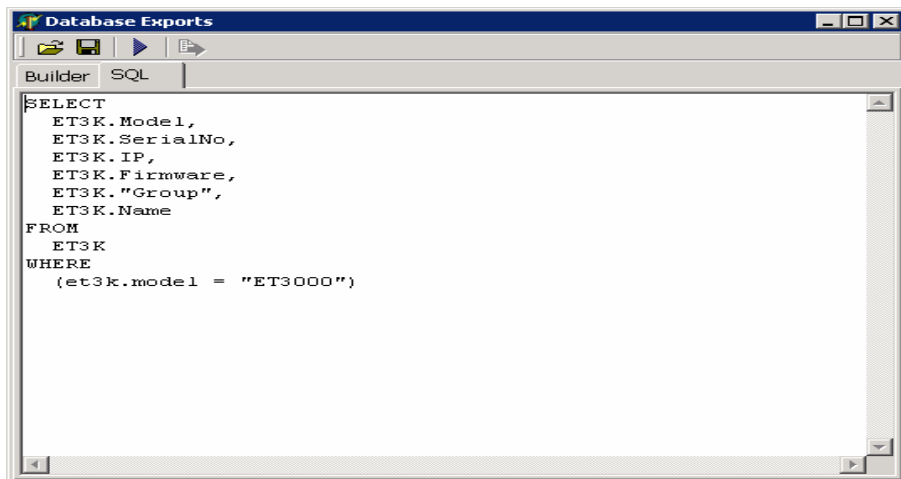 Database Exports
Builder SQL
SELECT
ET3K.Model,
ET3K.SerialNo,
ET3K.IP,
ET3K.Firmware,
ET3K."Group",
ET3K.Name
FROM
ET3K
WHERE
(et3k.model = "ET3000")